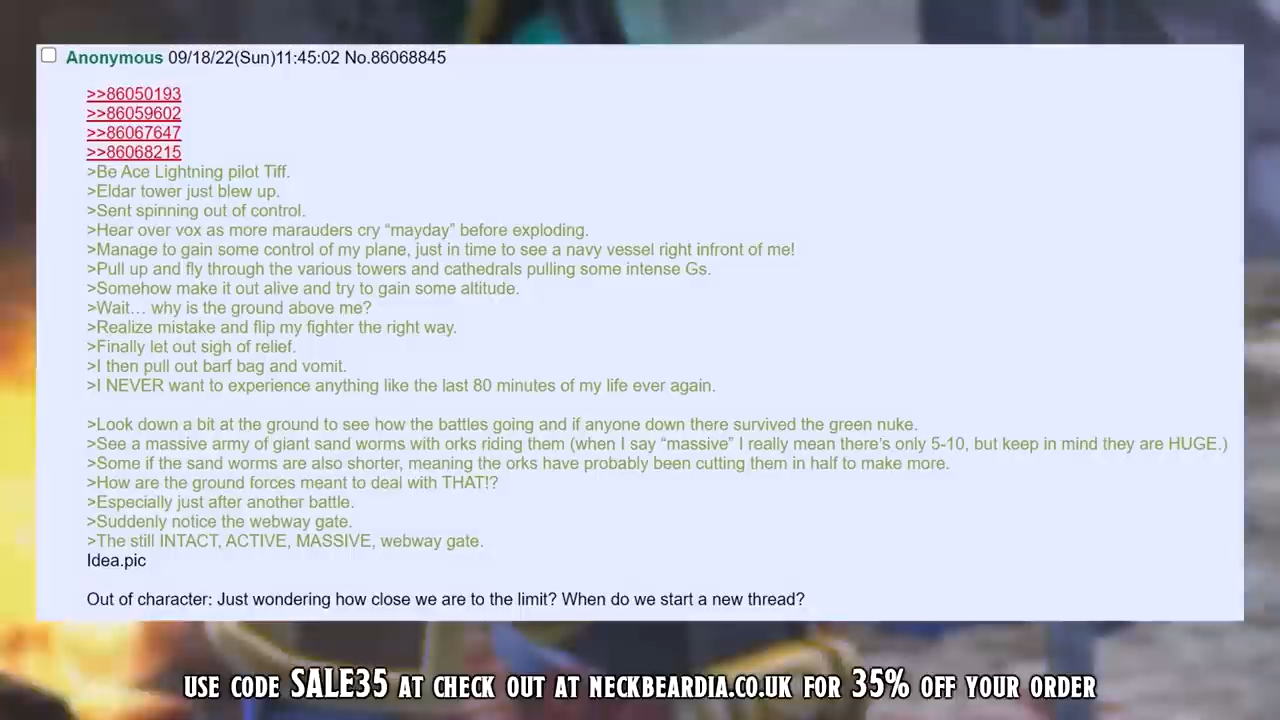 Anonymous 09/18/22(Sun)11:45:02 No.86068845
>>86050193
>>86059602
>>86067647
>>86068215
>Be Ace Lightning pilot Tiff.
>Eldar tower just blew up.
>Sent spinning out of control.
>Hear over vox as more marauders cry “mayday” before exploding.
>Manage to gain some control of my plane, just in time to see a navy vessel right infront of me!
>Pull up and fly through the various towers and cathedrals pulling some intense Gs.
>Somehow make it out alive and try to gain some altitude.
>Wait… why is the ground above me?
>Realize mistake and flip my fighter the right way.
>Finally let out sigh of relief.
>I then pull out barf bag and vomit.
>I NEVER want to experience anything like the last 80 minutes of my life ever again.
>Look down a bit at the ground to see how the battles going and if anyone down there survived the green nuke.
>See a massive army of giant sand worms with orks riding them (when I say “massive” I really mean there’s only 5-10, but keep in mind they are HUGE.)
>Some if the sand worms are also shorter, meaning the orks have probably been cutting them in half to make more.
>How are the ground forces meant to deal with THAT!?
>Especially just after another battle.
>Suddenly notice the webway gate.
>The still INTACT, ACTIVE, MASSIVE, webway gate.
Idea.pic
Out of character: Just wondering how close we are to the limit? When do we start a new thread?
USE CODE SALE35 AT CHECK OUT AT NECKBEARDIA.CO.UK FOR 35% OFF YOUR ORDER